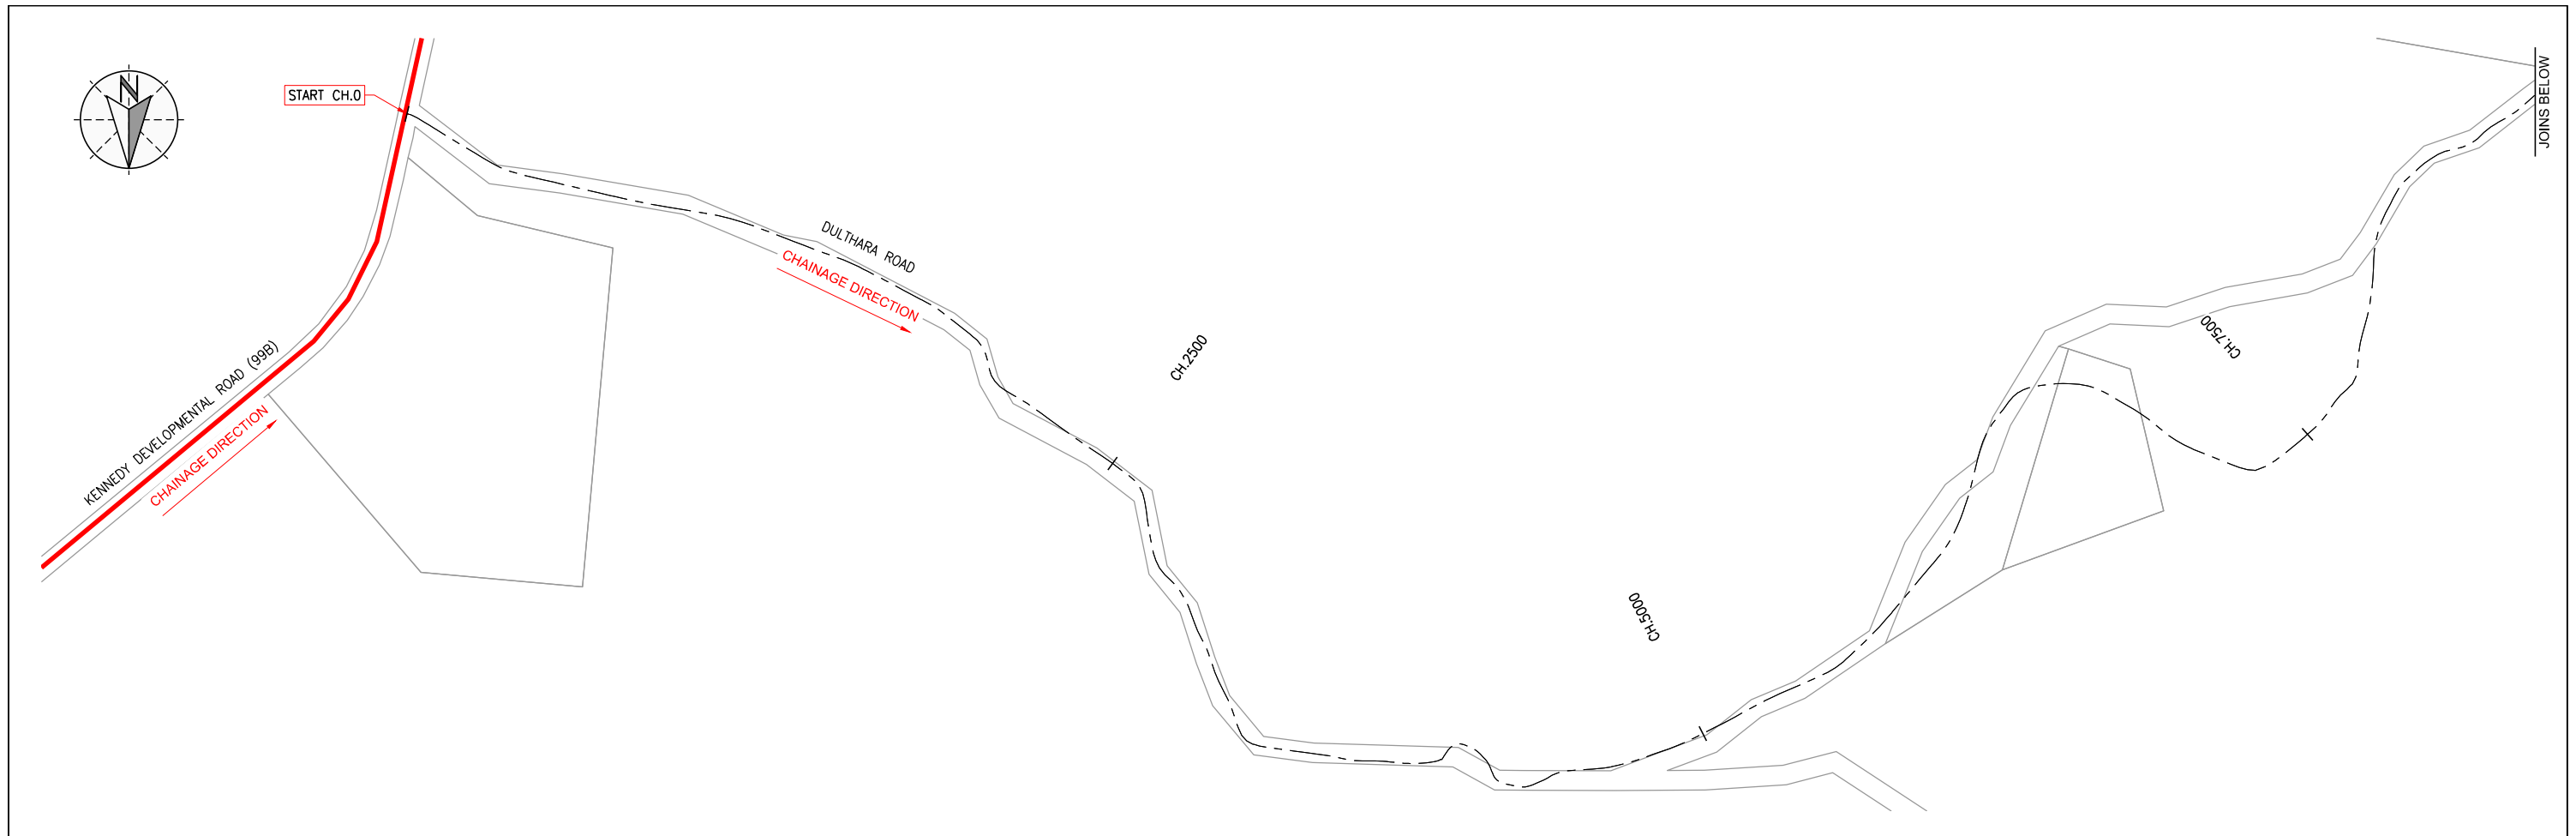 N
START CH.0
JOINS BELOW
DULTHARA ROAD
CHAINAGE DIRECTION
KENNEDY DEVELOPMENTAL ROAD (99B)
CHAINAGE DIRECTION
CH.2500
CH.5000
CH.7500